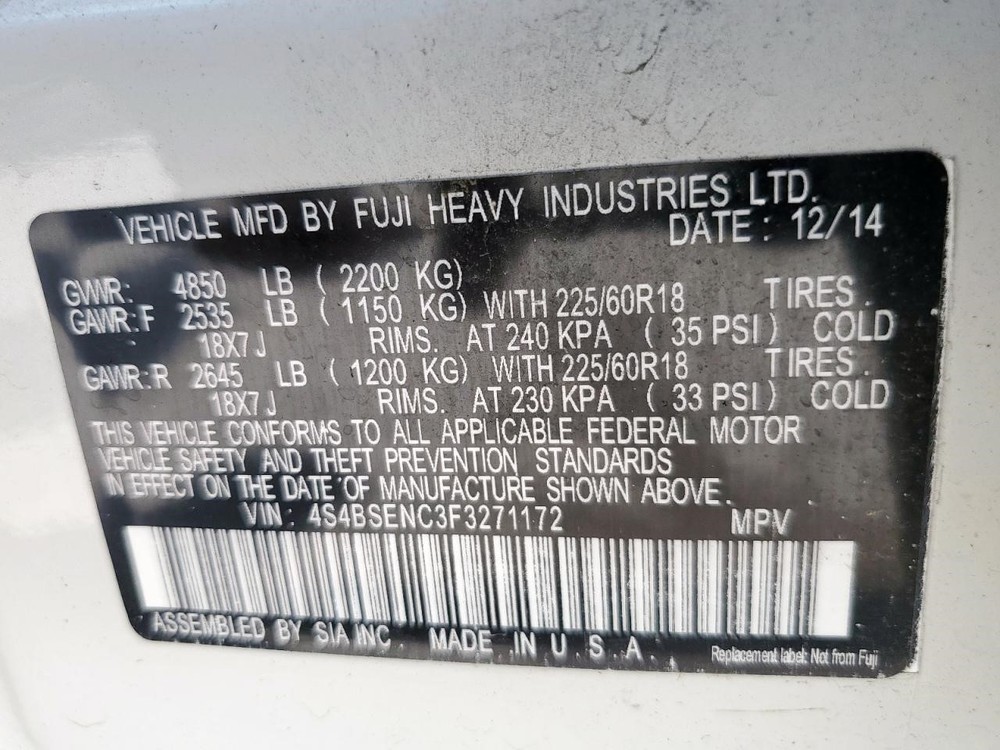 VEHICLE MFD BY FUJI HEAVY INDUSTRIES LTD.
DATE: 12/14
GVWR: 4850 LB (2200 KG)
GAWR:F 2535 LB (1150 KG) WITH 225/60R18 TIRES.
18X7J RIMS. AT 240 KPA (35 PSI) COLD
GAWR:R 2645 LB (1200 KG) WITH 225/60R18 TIRES.
18X7J RIMS. AT 230 KPA (33 PSI) COLD
THIS VEHICLE CONFORMS TO ALL APPLICABLE FEDERAL MOTOR
VEHICLE SAFETY AND THEFT PREVENTION STANDARDS
IN EFFECT ON THE DATE OF MANUFACTURE SHOWN ABOVE.
VIN: 4S4BSENC3F3271172 MPV
ASSEMBLED BY SIA INC. MADE IN U.S.A.
Replacement label: Not from Fuji